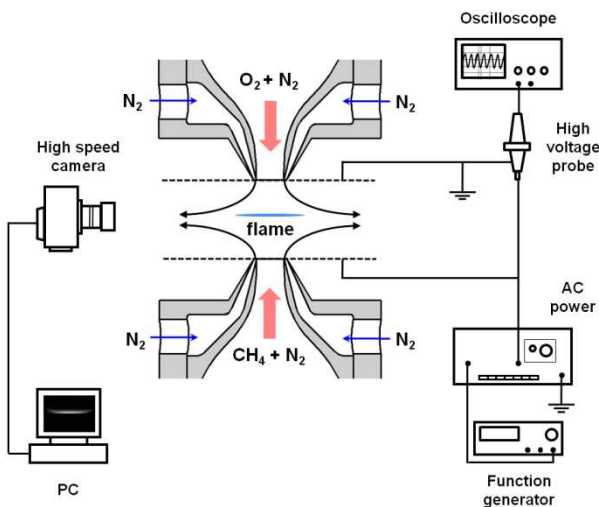 Oscilloscope
O₂ + N₂
N₂
N₂
High
voltage
probe
High speed
camera
flame
AC
power
N₂
N₂
CH₄ + N₂
PC
Function
generator